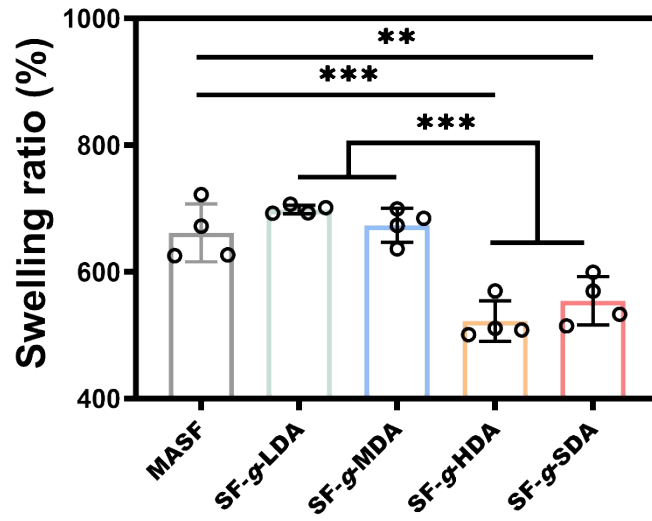 Swelling ratio (%)
1000
800
600
400
**
***
***
MASF
SF-g-LDA
SF-g-MDA
SF-g-HDA
SF-g-SDA